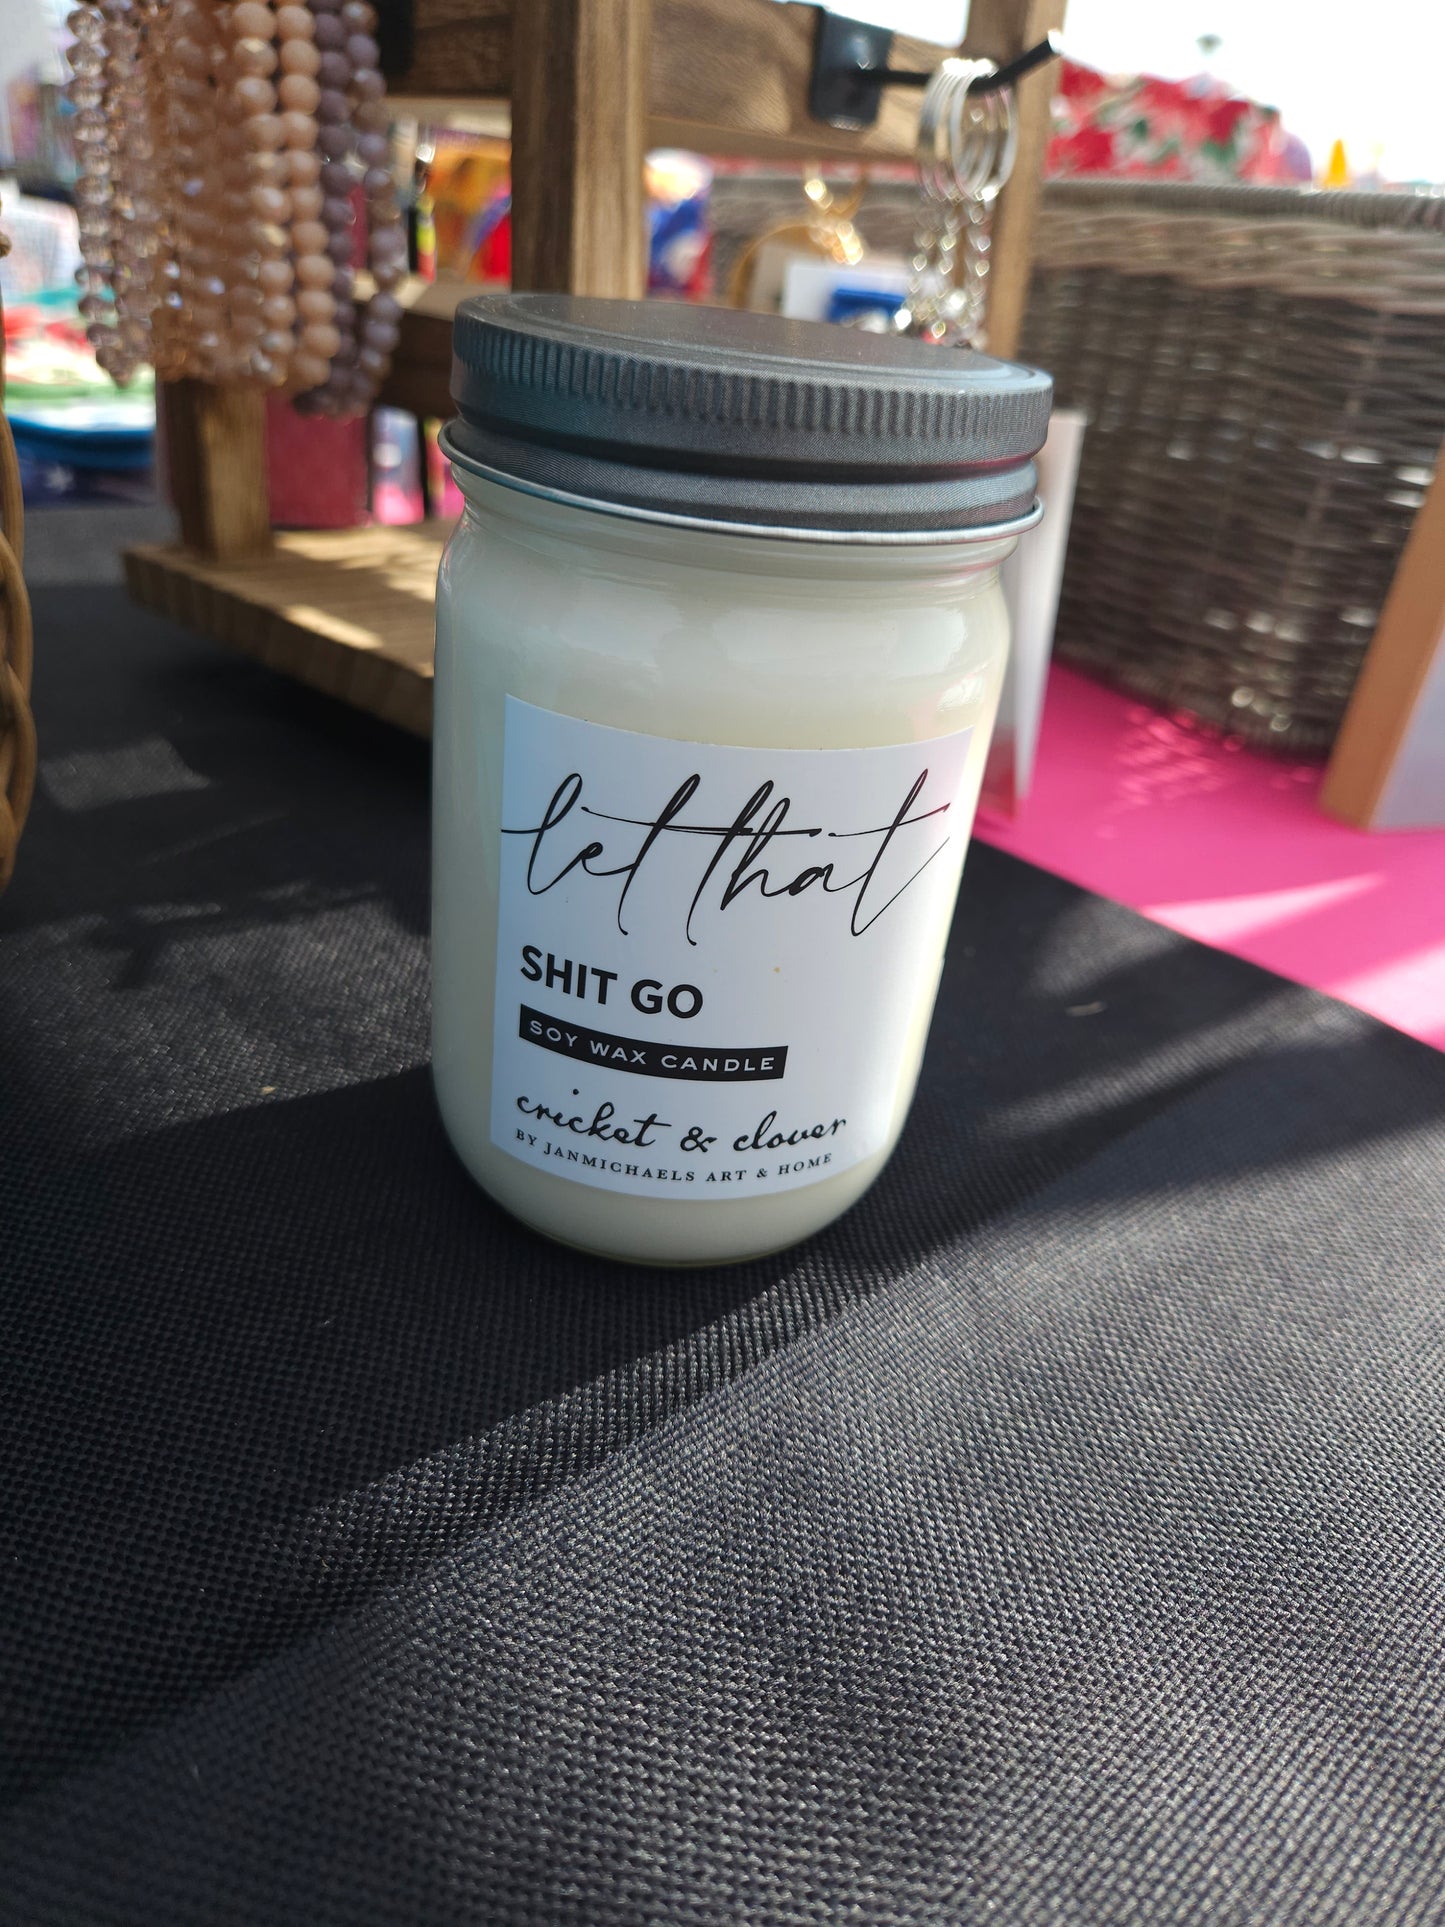 let that
SHIT GO
SOY WAX CANDLE
cricket & clover
BY JANMICHAELS ART & HOME